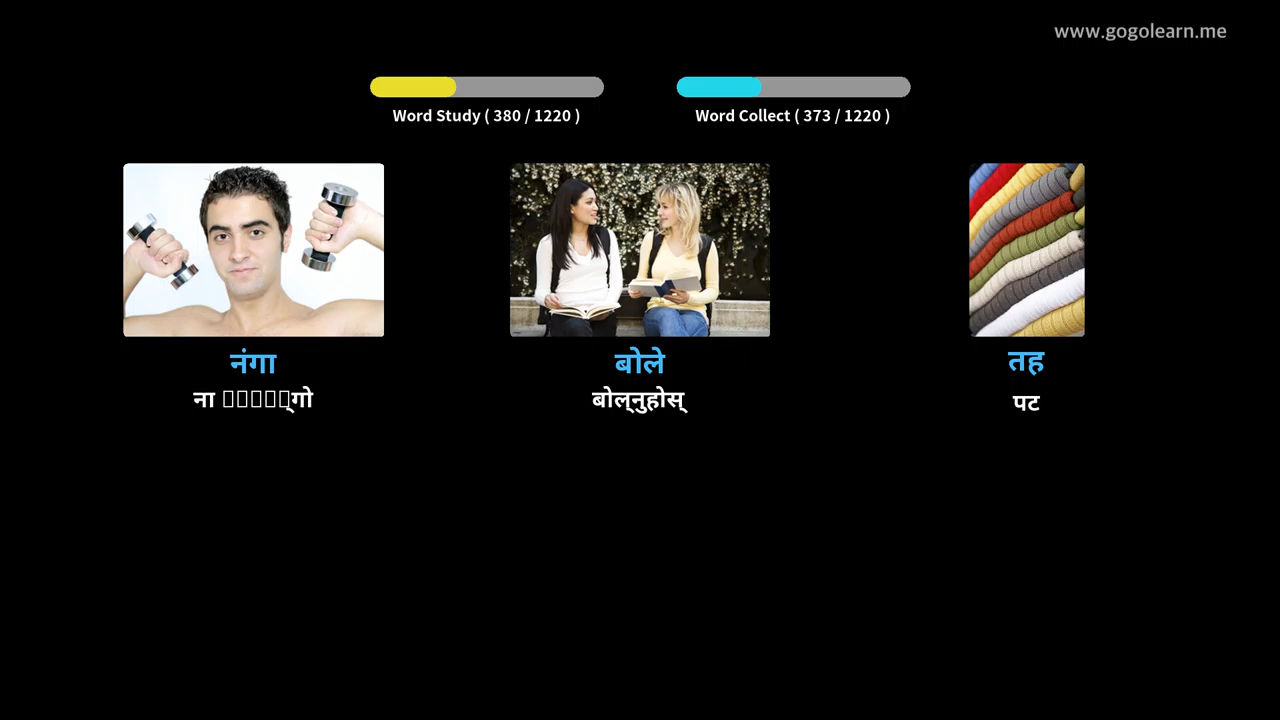 www.gogolearn.me
Word Study ( 380 / 1220 )
Word Collect ( 373 / 1220 )
नंगा
बोले
तह
ना
बोल्नुहोस्
पट